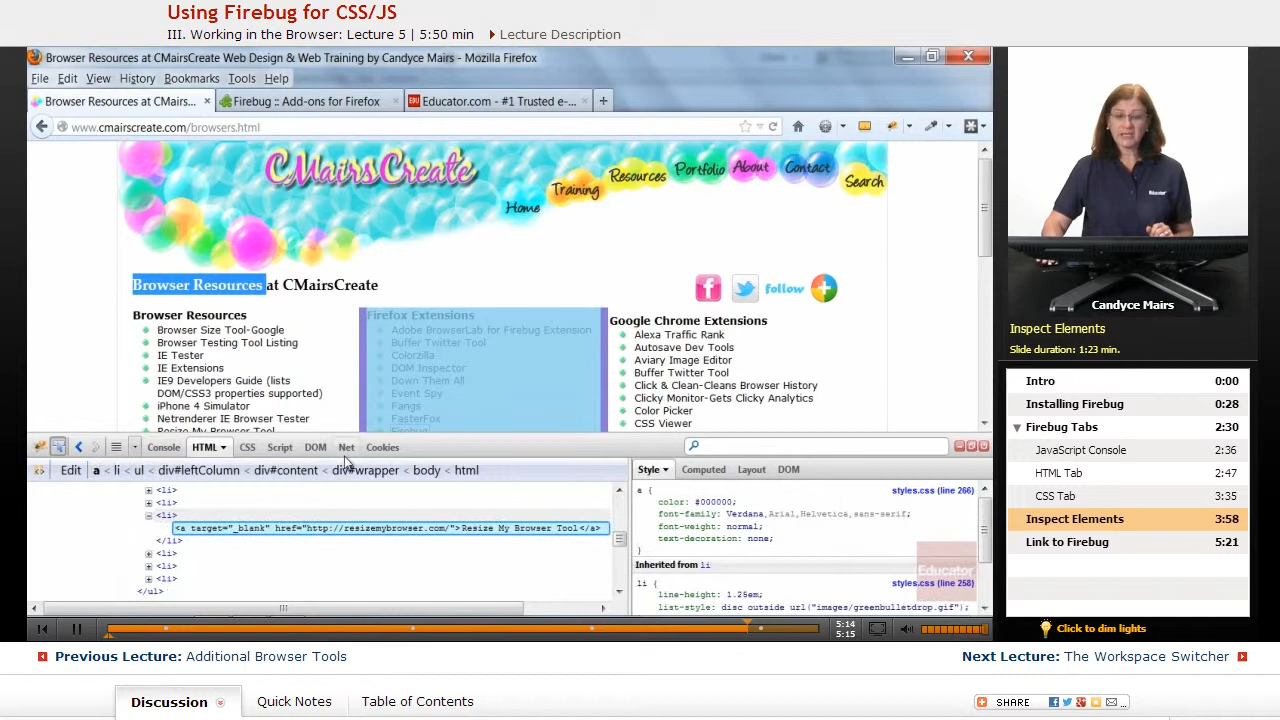 Using Firebug for CSS/JS
III. Working in the Browser: Lecture 5 | 5:50 min
Lecture Description
Browser Resources at CMairsCreate Web Design & Web Training by Candyce Mairs - Mozilla Firefox
File Edit View History Bookmarks Tools Help
Browser Resources at CMairsC... × Firebug :: Add-ons for Firefox × Educator.com - #1 Trusted e-... × +
www.cmairscreate.com/browsers.html
CMairsCreate
Home
Training
Resources
Portfolio
About
Contact
Search
Browser Resources at CMairsCreate
follow
Browser Resources
Browser Size Tool-Google
Browser Testing Tool Listing
IE Tester
IE Extensions
IE9 Developers Guide (lists
DOM/CSS3 properties supported)
iPhone 4 Simulator
Netrenderer IE Browser Tester
Resize My Browser Tool
Firefox Extensions
Adobe BrowserLab for Firebug Extension
Buffer Twitter Tool
Colorzilla
DOM Inspector
Down Them All
Event Spy
Fangs
FasterFox
Firebug
Google Chrome Extensions
Alexa Traffic Rank
Autosave Dev Tools
Aviary Image Editor
Buffer Twitter Tool
Click & Clean-Cleans Browser History
Clicky Monitor-Gets Clicky Analytics
Color Picker
CSS Viewer
Console HTML CSS Script DOM Net Cookies
Edit a < li < ul < div#leftColumn < div#content < div#wrapper < body < html
<li>
<li>
<li>
<a target="_blank" href="http://resizemybrowser.com/">Resize My Browser Tool</a>
</li>
<li>
<li>
<li>
</ul>
Style Computed Layout DOM
a { styles.css (line 266)
color: #000000;
font-family: Verdana,Arial,Helvetica,sans-serif;
font-weight: normal;
text-decoration: none;
}
Inherited from li
li { styles.css (line 258)
line-height: 1.25em;
list-style: disc outside url("images/greenbulletdrop.gif");
Educator
5:14
5:15
Educator
Candyce Mairs
Inspect Elements
Slide duration: 1:23 min.
Intro 0:00
Installing Firebug 0:28
Firebug Tabs 2:30
JavaScript Console 2:36
HTML Tab 2:47
CSS Tab 3:35
Inspect Elements 3:58
Link to Firebug 5:21
Click to dim lights
Previous Lecture: Additional Browser Tools
Next Lecture: The Workspace Switcher
Discussion Quick Notes Table of Contents
SHARE